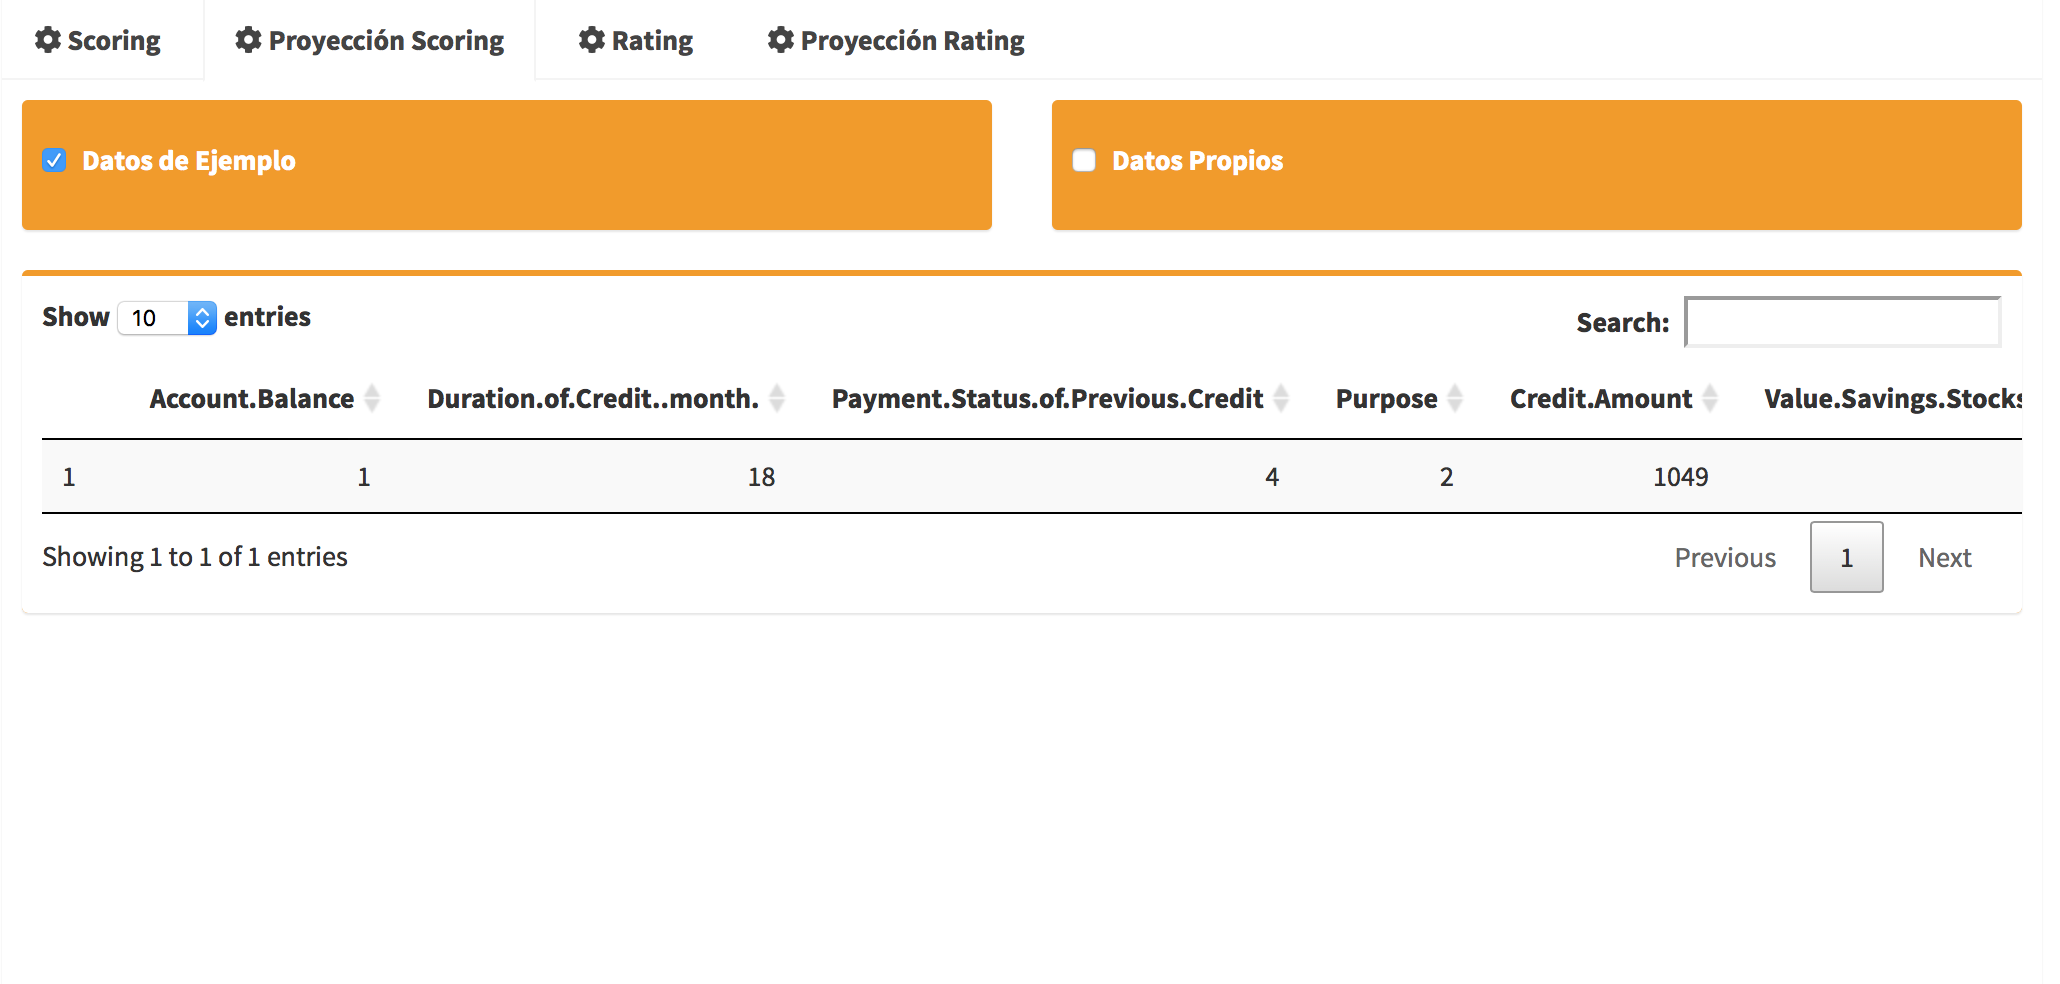 Scoring Proyección Scoring Rating Proyección Rating
Datos de Ejemplo Datos Propios
Show 10 entries Search:
Account.Balance Duration.of.Credit..month. Payment.Status.of.Previous.Credit Purpose Credit.Amount Value.Savings.Stocks
1 1 18 4 2 1049
Showing 1 to 1 of 1 entries Previous 1 Next